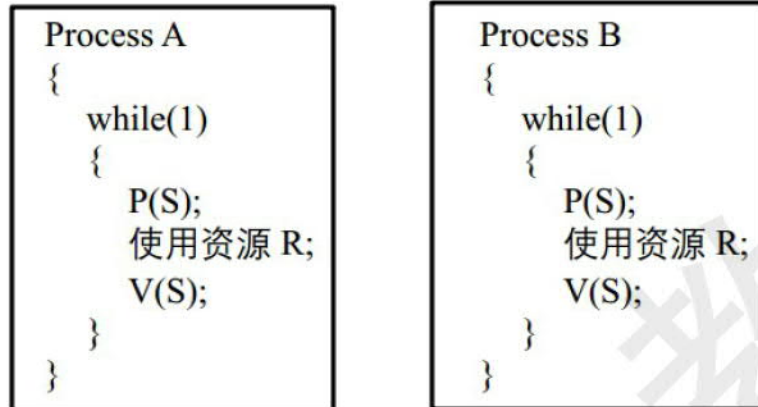 Process A
{
while(1)
{
P(S);
使用资源 R;
V(S);
}
}
Process B
{
while(1)
{
P(S);
使用资源 R;
V(S);
}
}